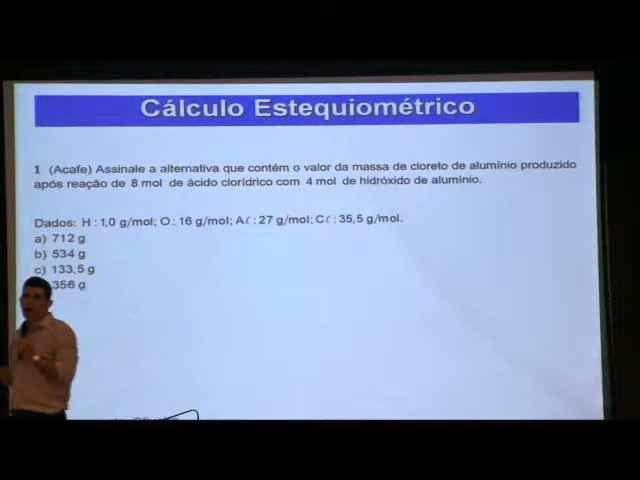 Cálculo Estequiométrico
1 (Acafe) Assinale a alternativa que contém o valor da massa de cloreto de alumínio produzido
após reação de 8 mol de ácido clorídrico com 4 mol de hidróxido de alumínio.
Dados: H : 1,0 g/mol; O : 16 g/mol; Aℓ : 27 g/mol; Cℓ : 35,5 g/mol.
a) 712 g
b) 534 g
c) 133,5 g
356 g